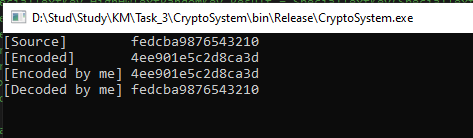 D:\Stud\Study\KM\Task_3\CryptoSystem\bin\Release\CryptoSystem.exe
[Source] fedcba9876543210
[Encoded] 4ee901e5c2d8ca3d
[Encoded by me] 4ee901e5c2d8ca3d
[Decoded by me] fedcba9876543210